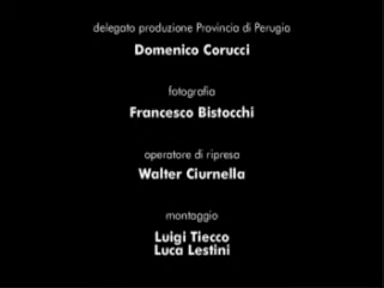 delegato produzione Provincia di Perugia
Domenico Corucci
fotografia
Francesco Bistocchi
operatore di ripresa
Walter Ciurnella
montaggio
Luigi Tiecco
Luca Lestini